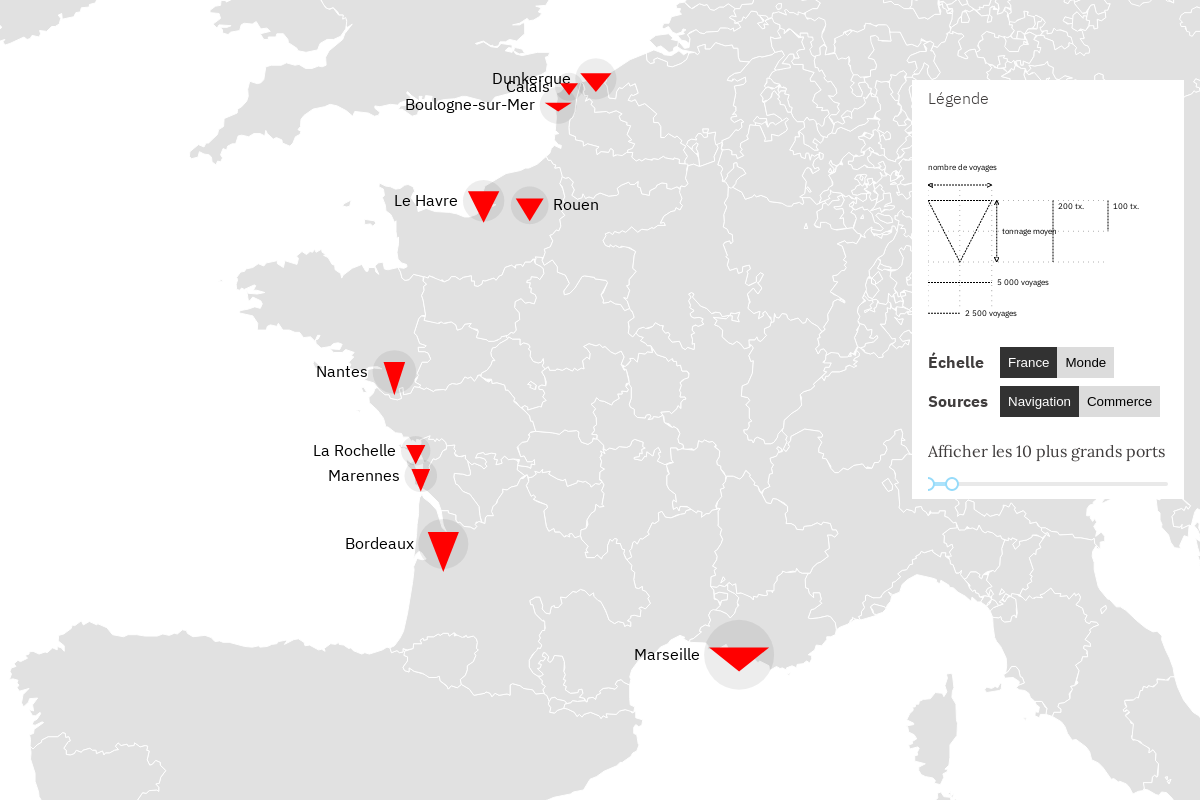 Dunkerque
Calais
Boulogne-sur-Mer
Le Havre
Rouen
Nantes
La Rochelle
Marennes
Bordeaux
Marseille
Légende
nombre de voyages
200 tx.
100 tx.
tonnage moyen
5 000 voyages
2 500 voyages
Échelle France Monde
Sources Navigation Commerce
Afficher les 10 plus grands ports